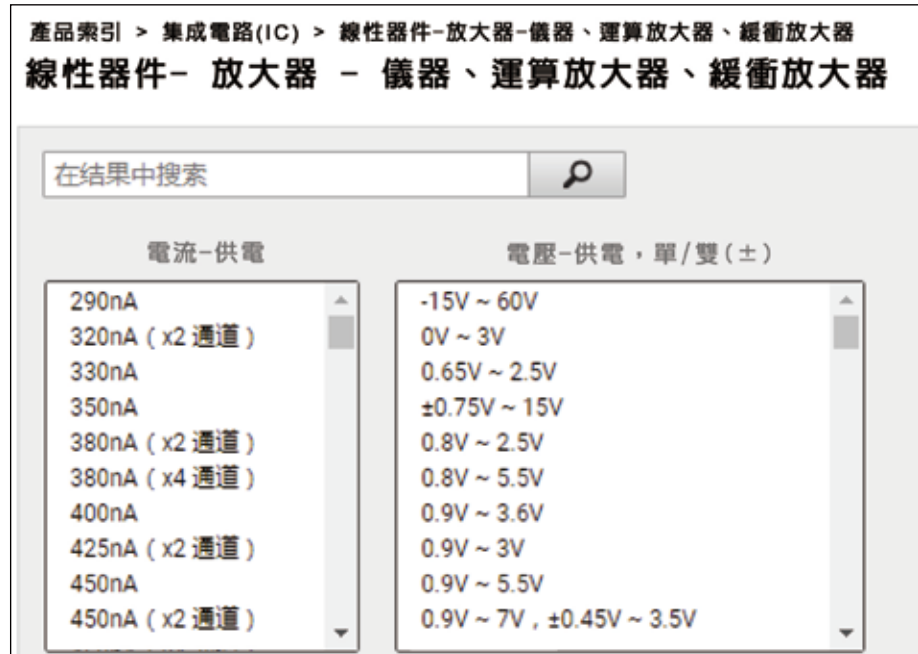 產品索引 > 集成電路(IC) > 線性器件-放大器-儀器、運算放大器、緩衝放大器
線性器件- 放大器 - 儀器、運算放大器、緩衝放大器
在结果中搜索
電流-供電
290nA
320nA ( x2 通道 )
330nA
350nA
380nA ( x2 通道 )
380nA ( x4 通道 )
400nA
425nA ( x2 通道 )
450nA
450nA ( x2 通道 )
電壓-供電，單/雙(±)
-15V ~ 60V
0V ~ 3V
0.65V ~ 2.5V
±0.75V ~ 15V
0.8V ~ 2.5V
0.8V ~ 5.5V
0.9V ~ 3.6V
0.9V ~ 3V
0.9V ~ 5.5V
0.9V ~ 7V , ±0.45V ~ 3.5V